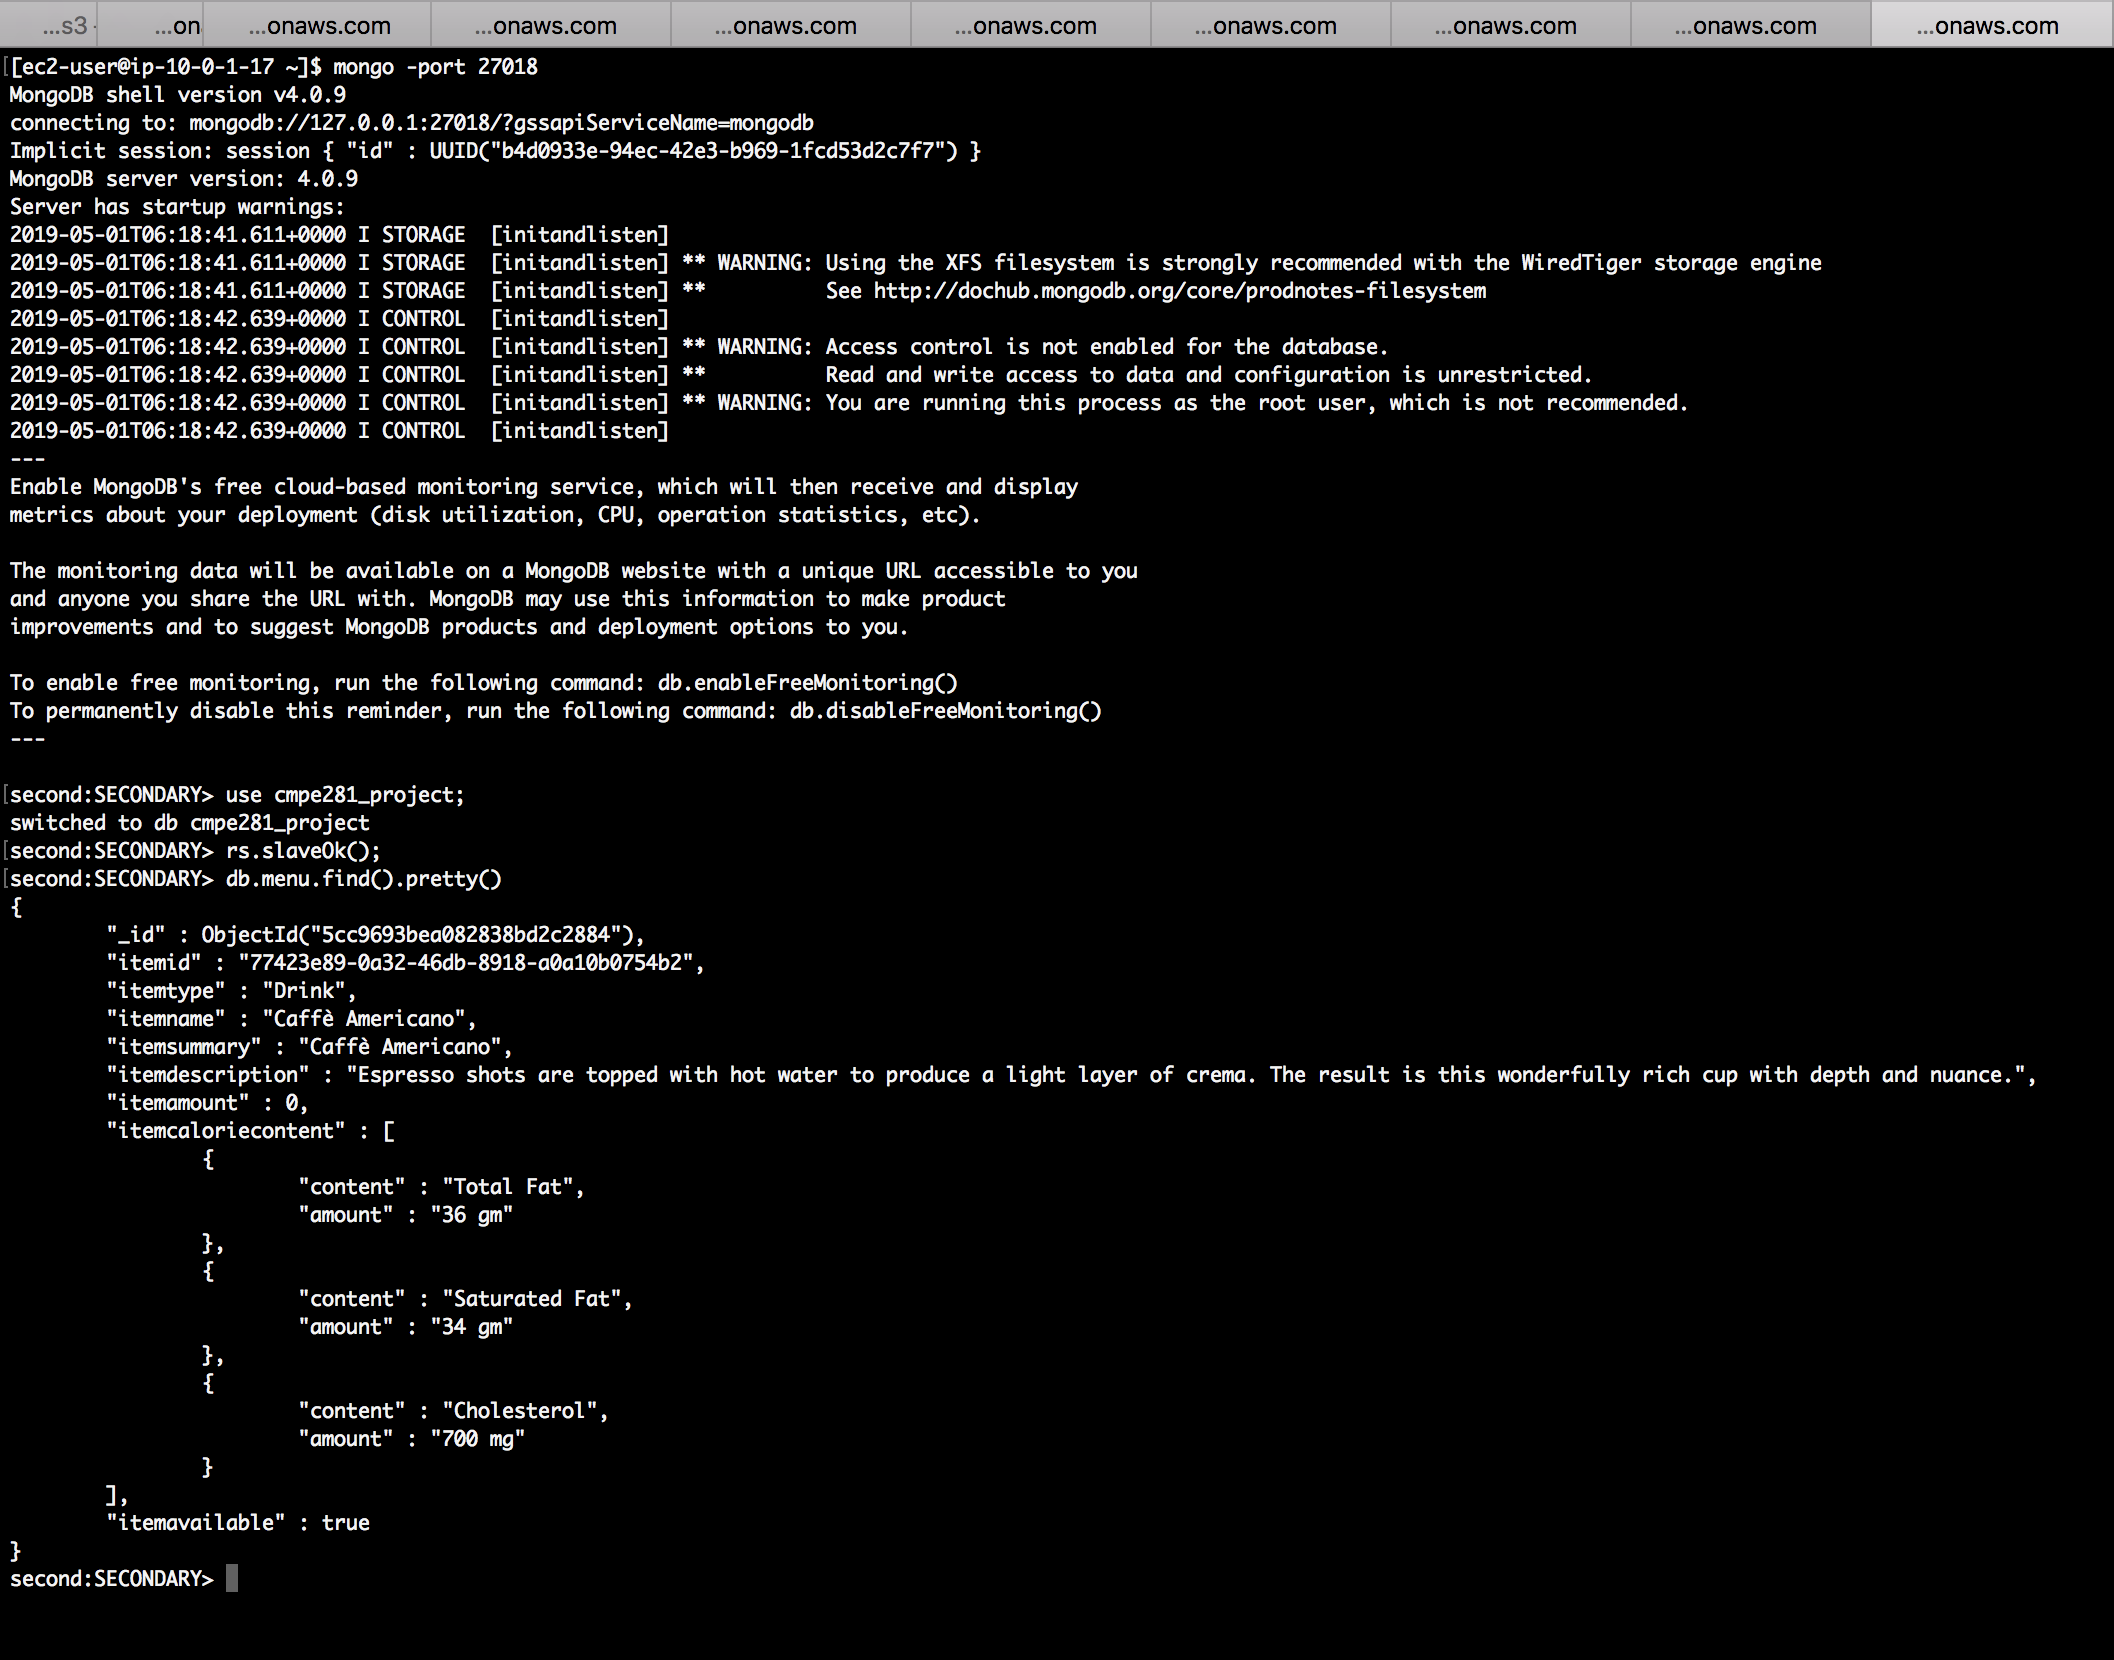 ...s3 ...on ...onaws.com ...onaws.com ...onaws.com ...onaws.com ...onaws.com ...onaws.com ...onaws.com ...onaws.com
[[ec2-user@ip-10-0-1-17 ~]$ mongo -port 27018
MongoDB shell version v4.0.9
connecting to: mongodb://127.0.0.1:27018/?gssapiServiceName=mongodb
Implicit session: session { "id" : UUID("b4d0933e-94ec-42e3-b969-1fcd53d2c7f7") }
MongoDB server version: 4.0.9
Server has startup warnings:
2019-05-01T06:18:41.611+0000 I STORAGE  [initandlisten]
2019-05-01T06:18:41.611+0000 I STORAGE  [initandlisten] ** WARNING: Using the XFS filesystem is strongly recommended with the WiredTiger storage engine
2019-05-01T06:18:41.611+0000 I STORAGE  [initandlisten] **          See http://dochub.mongodb.org/core/prodnotes-filesystem
2019-05-01T06:18:42.639+0000 I CONTROL  [initandlisten]
2019-05-01T06:18:42.639+0000 I CONTROL  [initandlisten] ** WARNING: Access control is not enabled for the database.
2019-05-01T06:18:42.639+0000 I CONTROL  [initandlisten] **          Read and write access to data and configuration is unrestricted.
2019-05-01T06:18:42.639+0000 I CONTROL  [initandlisten] ** WARNING: You are running this process as the root user, which is not recommended.
2019-05-01T06:18:42.639+0000 I CONTROL  [initandlisten]
---
Enable MongoDB's free cloud-based monitoring service, which will then receive and display
metrics about your deployment (disk utilization, CPU, operation statistics, etc).
The monitoring data will be available on a MongoDB website with a unique URL accessible to you
and anyone you share the URL with. MongoDB may use this information to make product
improvements and to suggest MongoDB products and deployment options to you.
To enable free monitoring, run the following command: db.enableFreeMonitoring()
To permanently disable this reminder, run the following command: db.disableFreeMonitoring()
---
[second:SECONDARY> use cmpe281_project;
switched to db cmpe281_project
[second:SECONDARY> rs.slaveOk();
[second:SECONDARY> db.menu.find().pretty()
{
        "_id" : ObjectId("5cc9693bea082838bd2c2884"),
        "itemid" : "77423e89-0a32-46db-8918-a0a10b0754b2",
        "itemtype" : "Drink",
        "itemname" : "Caffè Americano",
        "itemsummary" : "Caffè Americano",
        "itemdescription" : "Espresso shots are topped with hot water to produce a light layer of crema. The result is this wonderfully rich cup with depth and nuance.",
        "itemamount" : 0,
        "itemcaloriecontent" : [
                {
                        "content" : "Total Fat",
                        "amount" : "36 gm"
                },
                {
                        "content" : "Saturated Fat",
                        "amount" : "34 gm"
                },
                {
                        "content" : "Cholesterol",
                        "amount" : "700 mg"
                }
        ],
        "itemavailable" : true
}
second:SECONDARY>